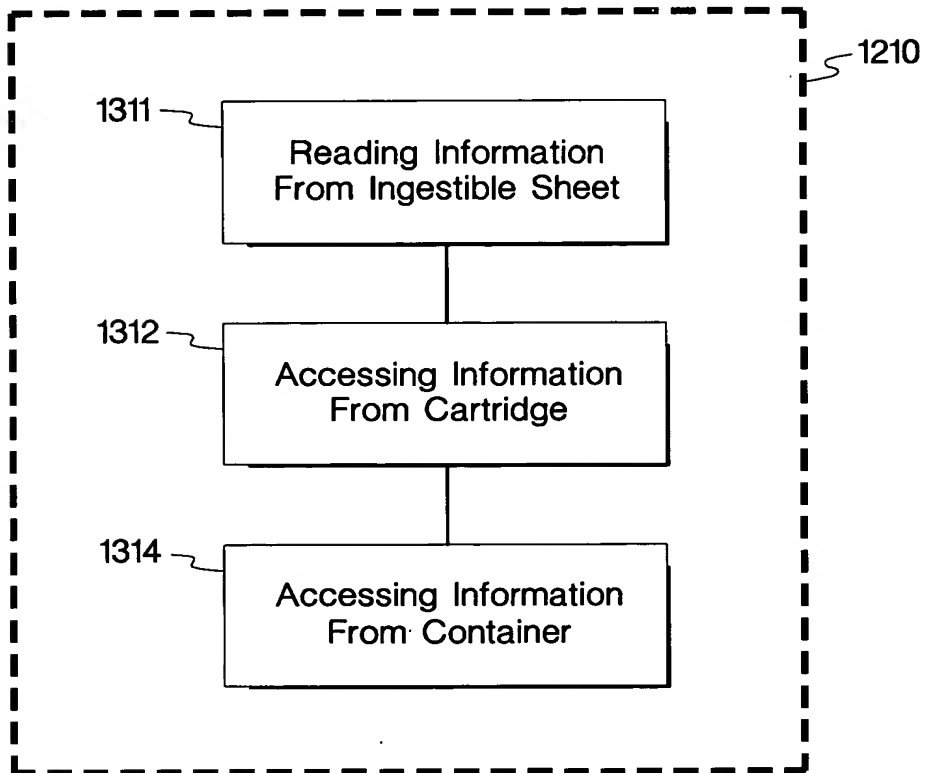 1210
1311
Reading Information
From Ingestible Sheet
1312
Accessing Information
From Cartridge
1314
Accessing Information
From Container